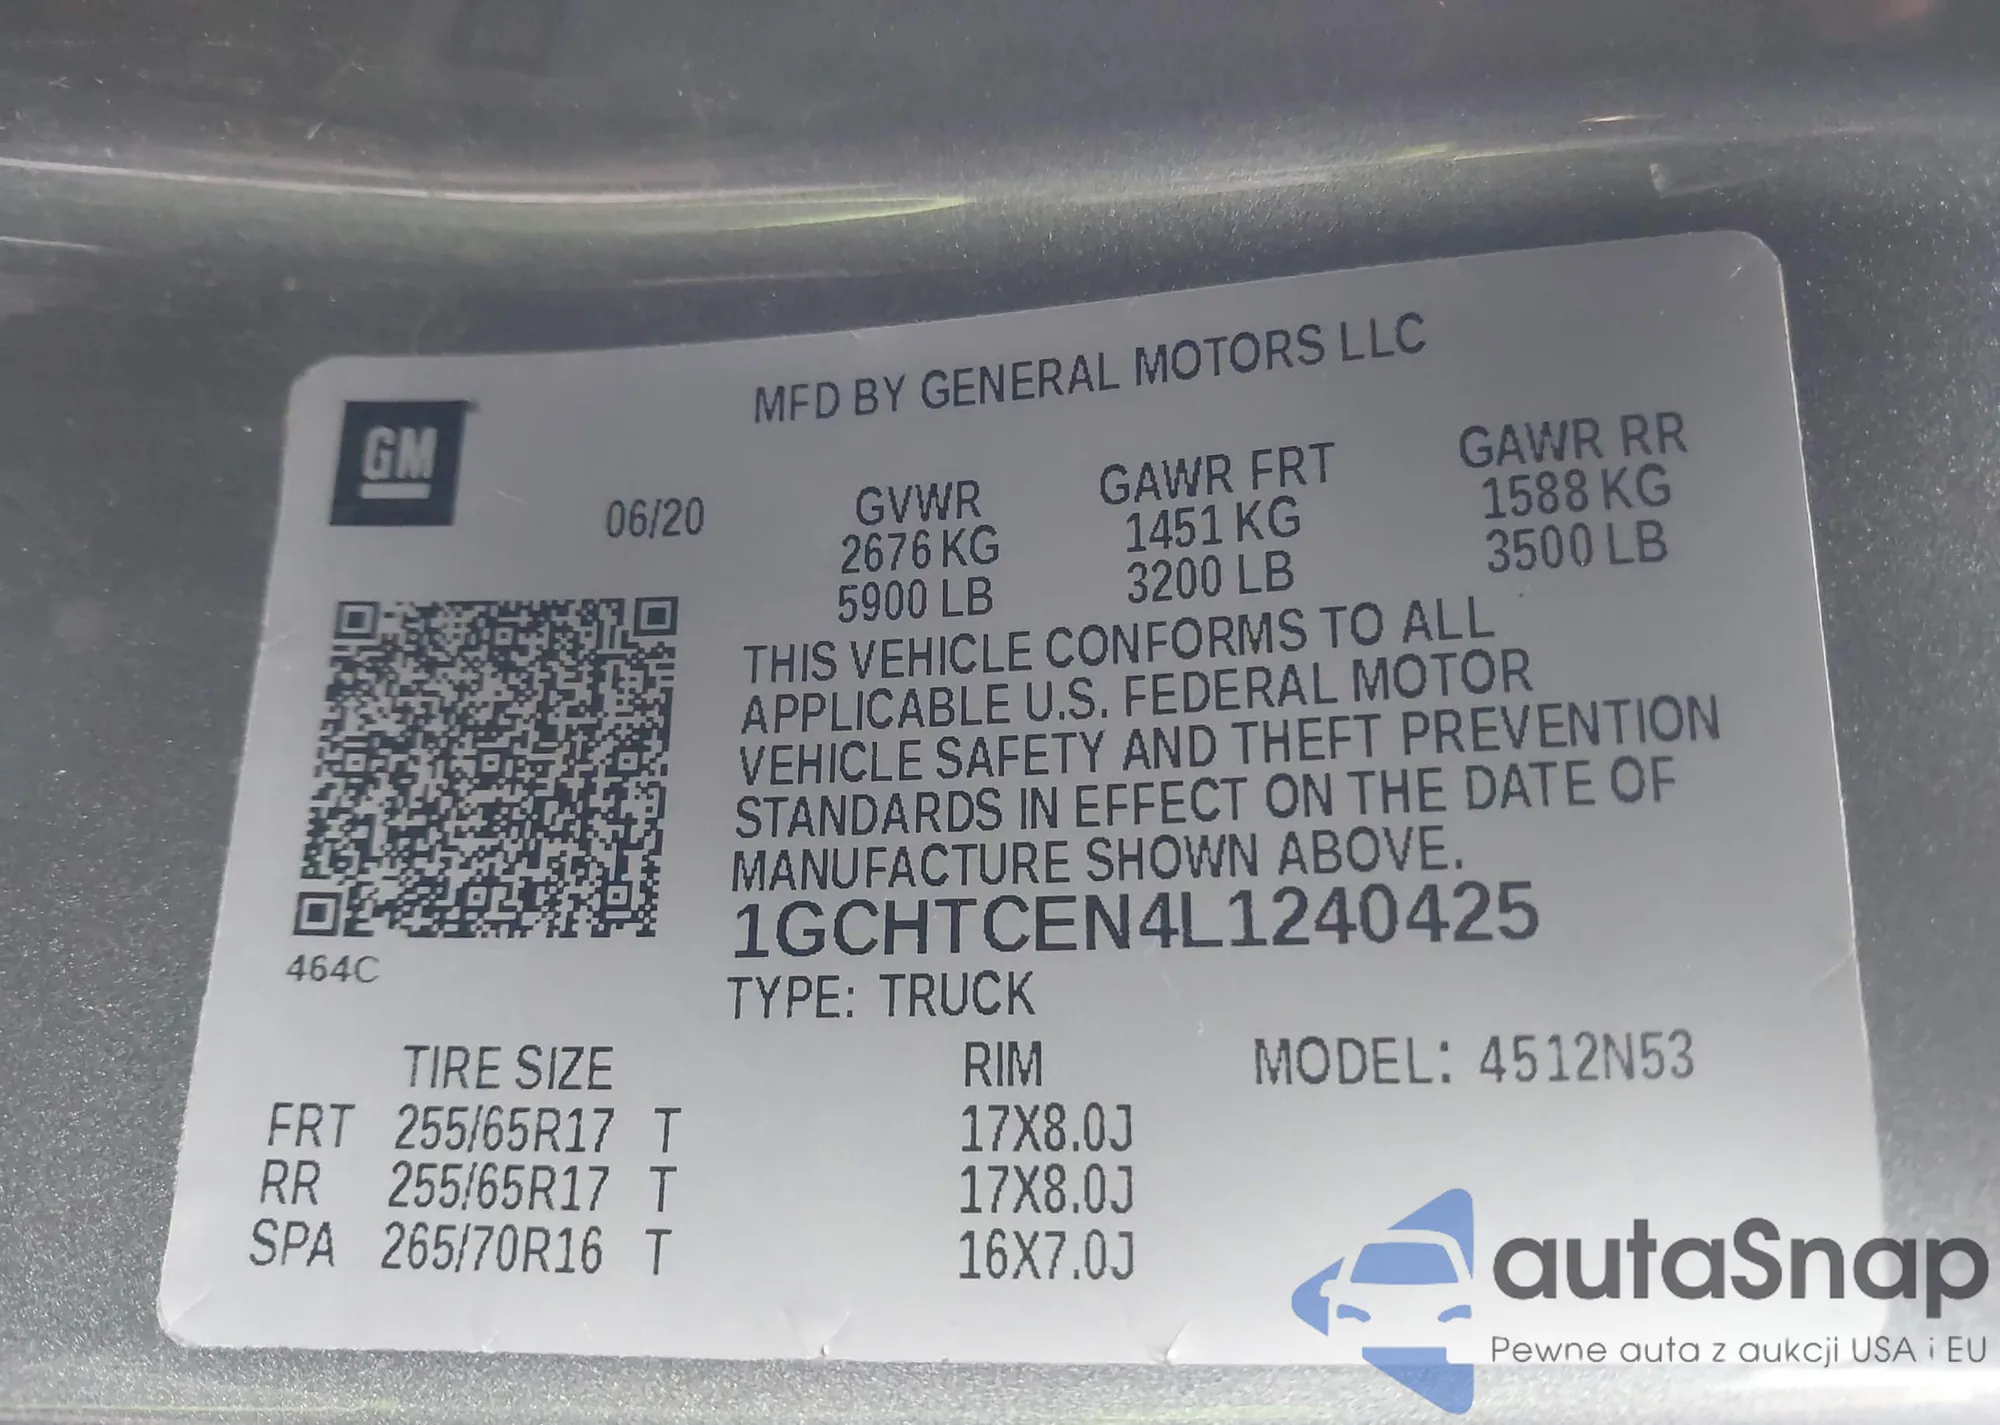 MFD BY GENERAL MOTORS LLC
GM
06/20
GVWR GAWR FRT GAWR RR
2676 KG 1451 KG 1588 KG
5900 LB 3200 LB 3500 LB
THIS VEHICLE CONFORMS TO ALL
APPLICABLE U.S. FEDERAL MOTOR
VEHICLE SAFETY AND THEFT PREVENTION
STANDARDS IN EFFECT ON THE DATE OF
MANUFACTURE SHOWN ABOVE.
1GCHTCEN4L1240425
464C
TYPE: TRUCK
TIRE SIZE RIM MODEL: 4512N53
FRT 255/65R17 T 17X8.0J
RR 255/65R17 T 17X8.0J
SPA 265/70R16 T 16X7.0J
autaSnap
Pewne auta z aukcji USA i EU